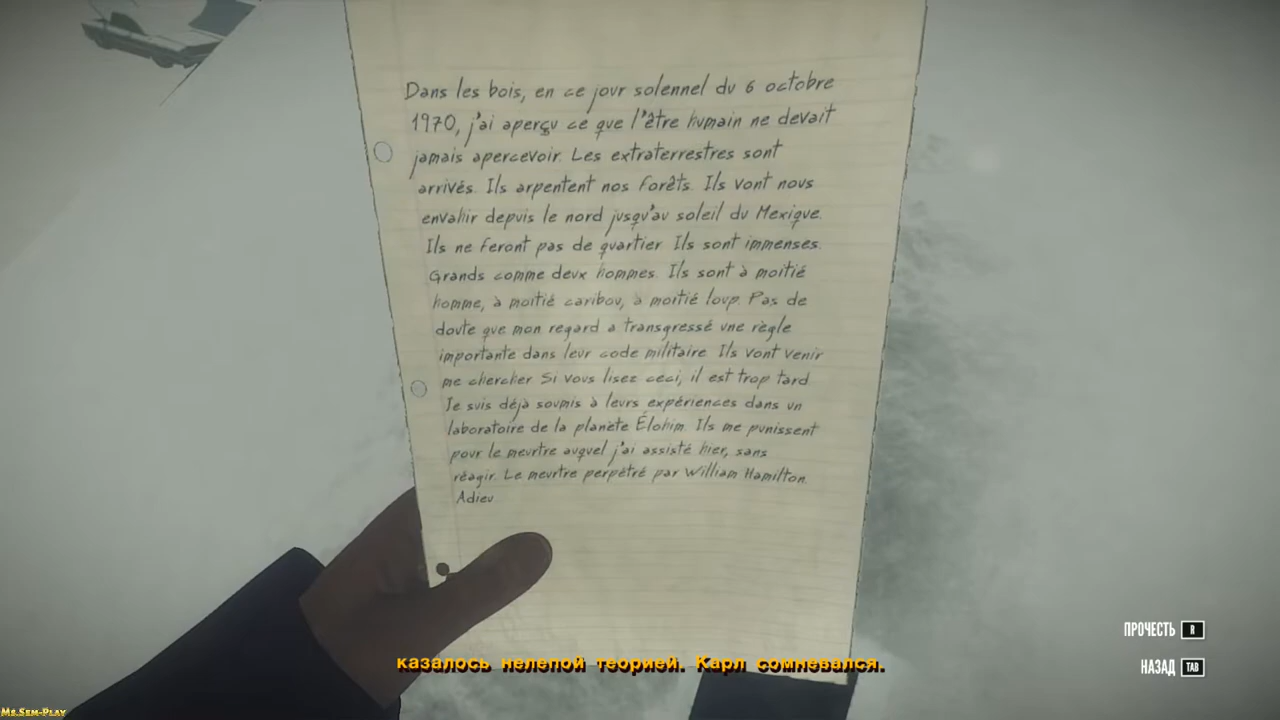 Dans les bois, en ce jour solennel du 6 octobre
1970, j'ai aperçu ce que l'être humain ne devait
jamais apercevoir. Les extraterrestres sont
arrivés. Ils arpentent nos forêts. Ils vont nous
envahir depuis le nord jusqu'au soleil du Mexique.
Ils ne feront pas de quartier. Ils sont immenses.
Grands comme deux hommes. Ils sont à moitié
homme, à moitié caribou, à moitié loup. Pas de
doute que mon regard a transgressé une règle
importante dans leur code militaire. Ils vont venir
me chercher. Si vous lisez ceci, il est trop tard.
Je suis déjà soumis à leurs expériences dans un
laboratoire de la planète Élohim. Ils me punissent
pour le meurtre auquel j'ai assisté hier, sans
réagir. Le meurtre perpétré par William Hamilton.
Adieu
ПРОЧЕСТЬ R
казалось нелепой теорией. Карл сомневался.
НАЗАД TAB
Ms.Sem-Play